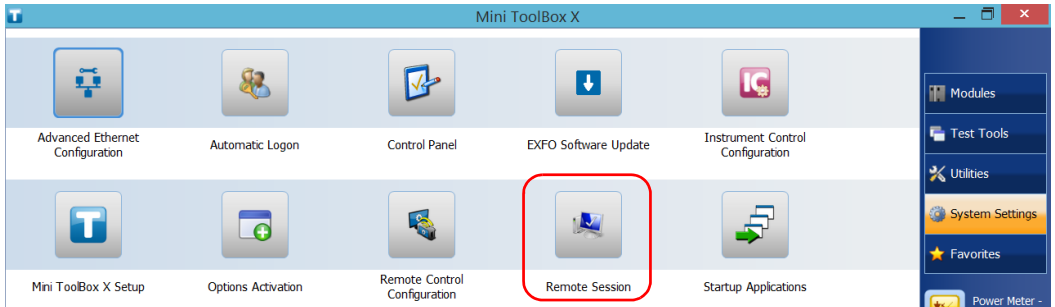 Mini ToolBox X
Advanced Ethernet
Configuration
Automatic Logon
Control Panel
EXFO Software Update
Instrument Control
Configuration
IC
Mini ToolBox X Setup
Options Activation
Remote Control
Configuration
Remote Session
Startup Applications
Modules
Test Tools
Utilities
System Settings
Favorites
Power Meter -